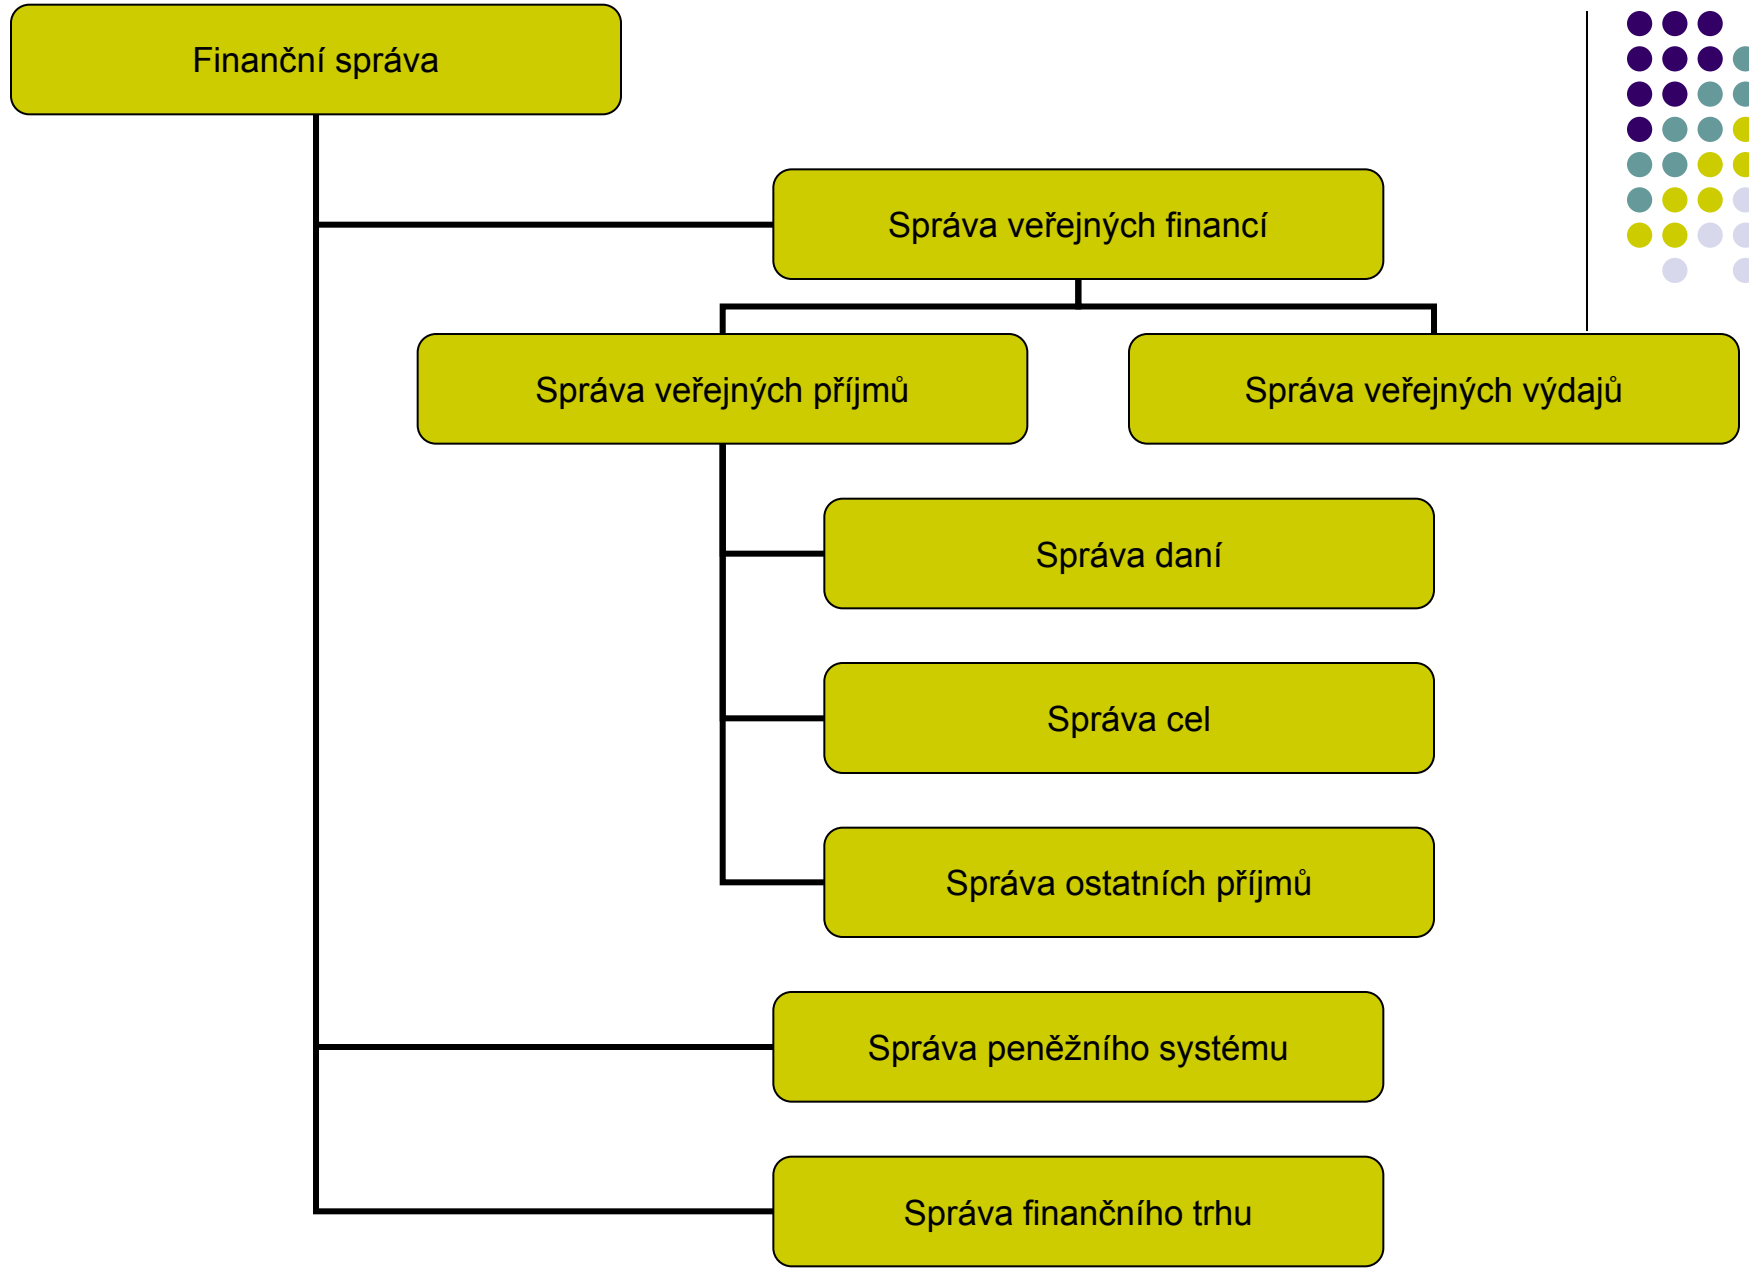 Finanční správa
Správa veřejných financí
Správa veřejných příjmů
Správa veřejných výdajů
Správa daní
Správa cel
Správa ostatních příjmů
Správa peněžního systému
Správa finančního trhu